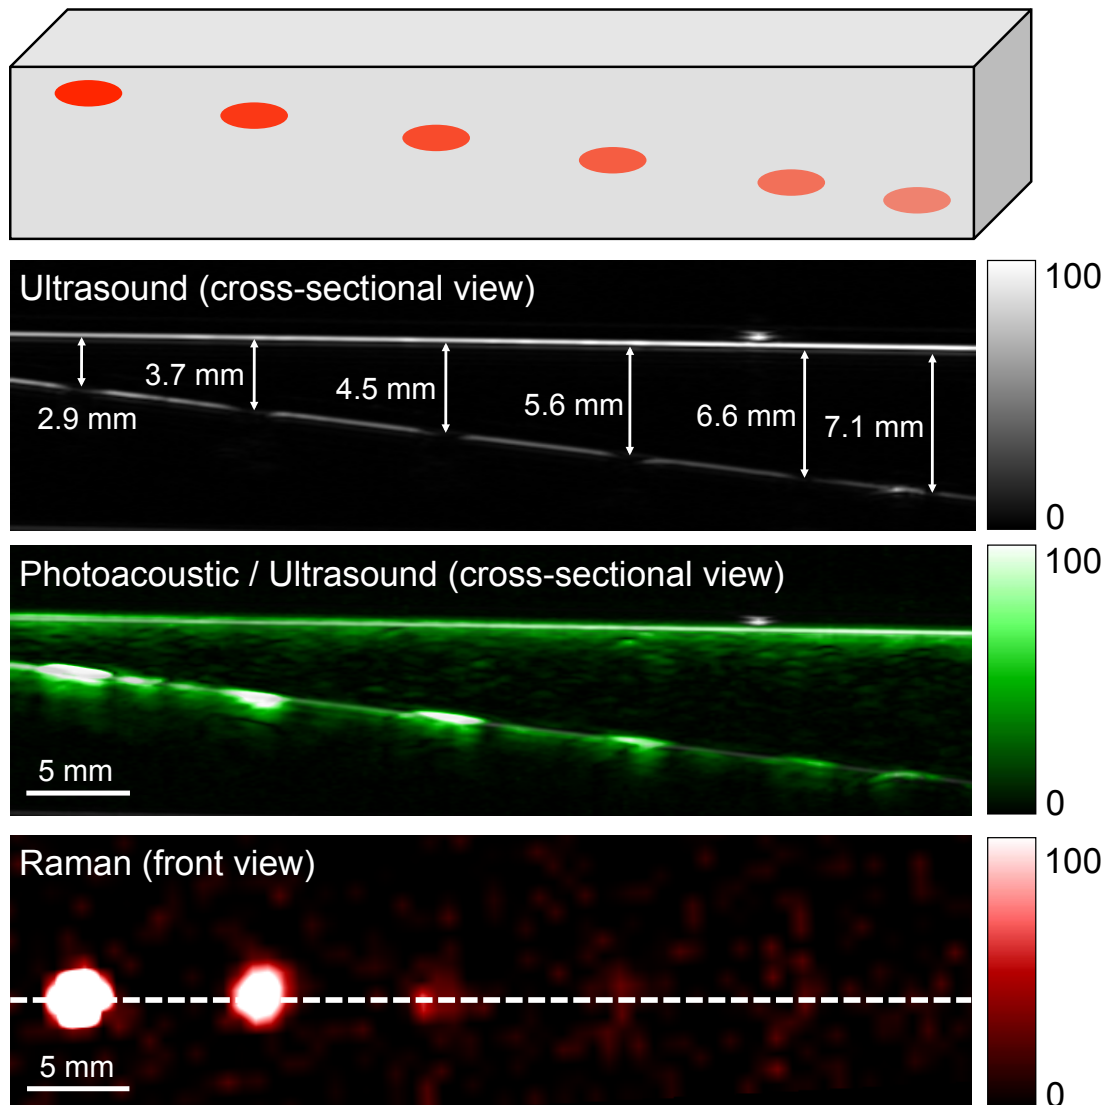 Ultrasound (cross-sectional view)
100
3.7 mm
4.5 mm
5.6 mm
6.6 mm
7.1 mm
2.9 mm
0
Photoacoustic / Ultrasound (cross-sectional view)
100
5 mm
0
Raman (front view)
100
5 mm
0